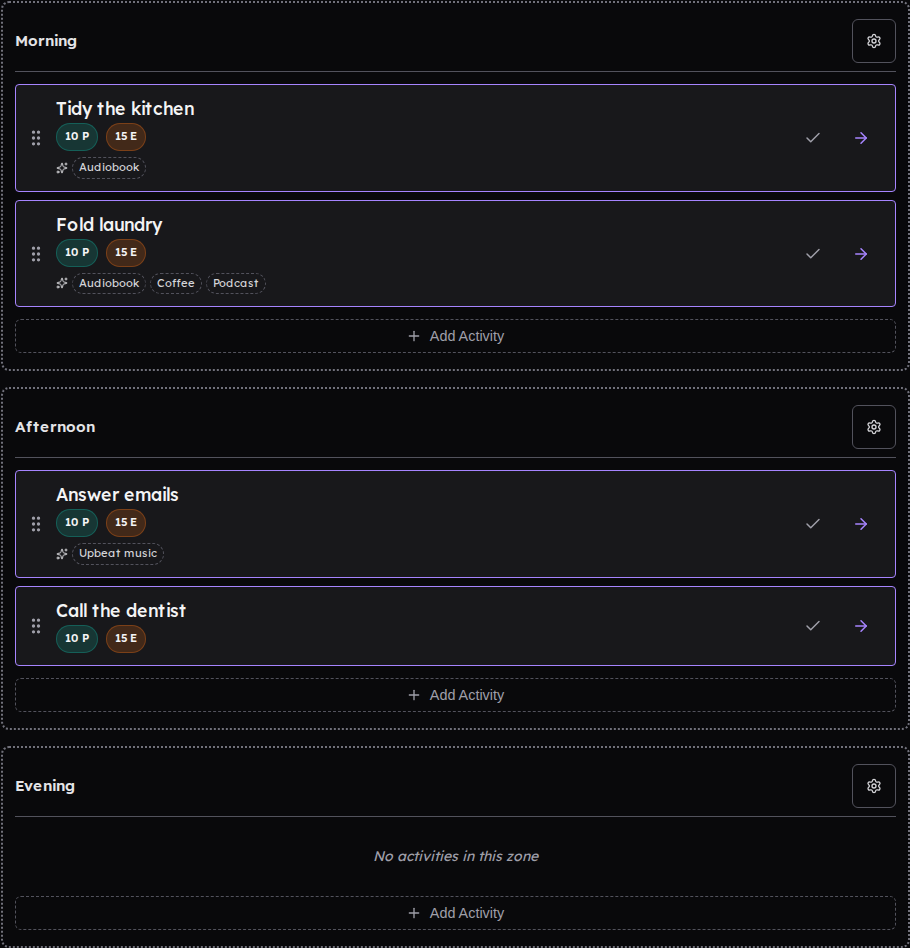 Morning
Tidy the kitchen
10 P 15 E
Audiobook
Fold laundry
10 P 15 E
Audiobook Coffee Podcast
+ Add Activity
Afternoon
Answer emails
10 P 15 E
Upbeat music
Call the dentist
10 P 15 E
+ Add Activity
Evening
No activities in this zone
+ Add Activity